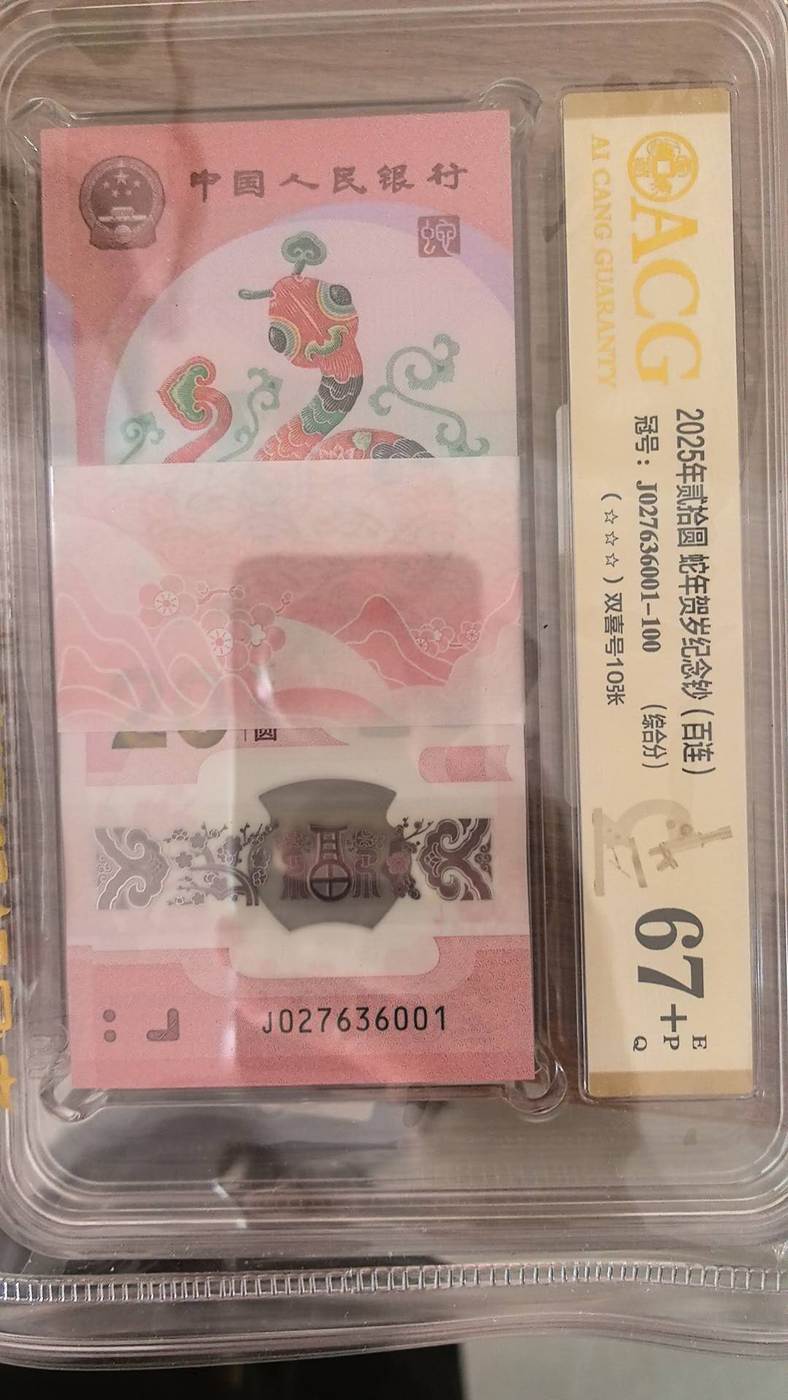 中国人民银行
蛇
圆
J027636001
ACG
AI CANG GUARANTY
2025年贰拾圆 蛇年贺岁纪念钞（百连）
冠号：J027636001-100 （综合分）
（☆☆☆）双喜号10张
67+
E
P
Q